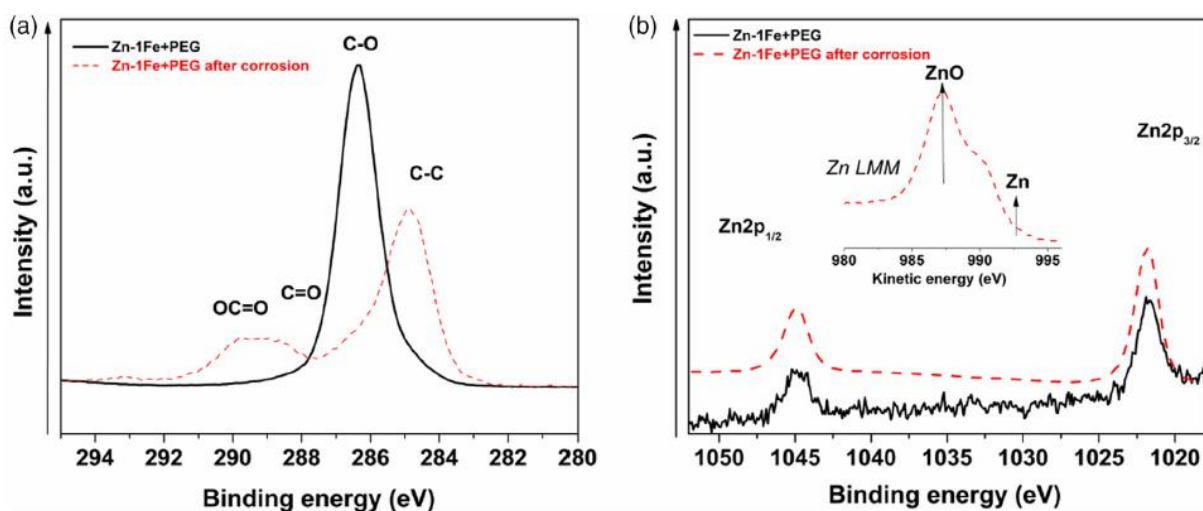 (a)
Zn-1Fe+PEG
Zn-1Fe+PEG after corrosion
C-O
C-C
C=O
OC=O
Intensity (a.u.)
294 292 290 288 286 284 282 280
Binding energy (eV)
(b)
Zn-1Fe+PEG
Zn-1Fe+PEG after corrosion
ZnO
Zn2p3/2
Zn LMM
Zn
Zn2p1/2
980 985 990 995
Kinetic energy (eV)
Intensity (a.u.)
1050 1045 1040 1035 1030 1025 1020
Binding energy (eV)